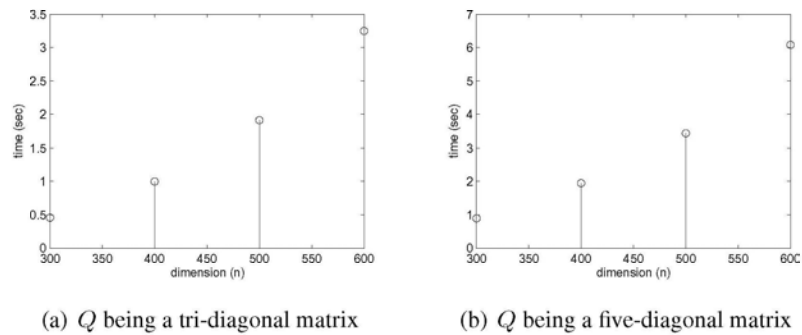 3.5
3
2.5
2
1.5
1
0.5
0
time (sec)
300 350 400 450 500 550 600
dimension (n)
(a) Q being a tri-diagonal matrix
7
6
5
4
3
2
1
0
time (sec)
300 350 400 450 500 550 600
dimension (n)
(b) Q being a five-diagonal matrix